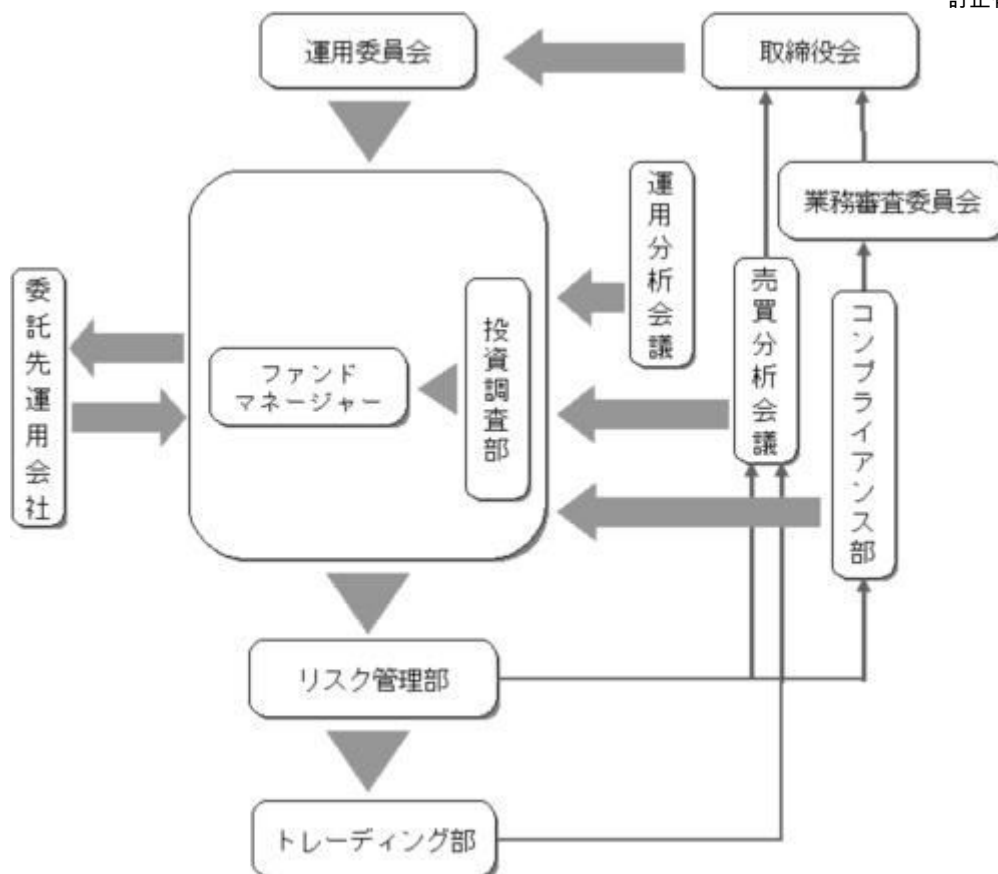 運用委員会
取締役会
運用分析会議
業務審査委員会
売買分析会議
委託先運用会社
投資調査部
コンプライアンス部
ファンド
マネージャー
リスク管理部
トレーディング部